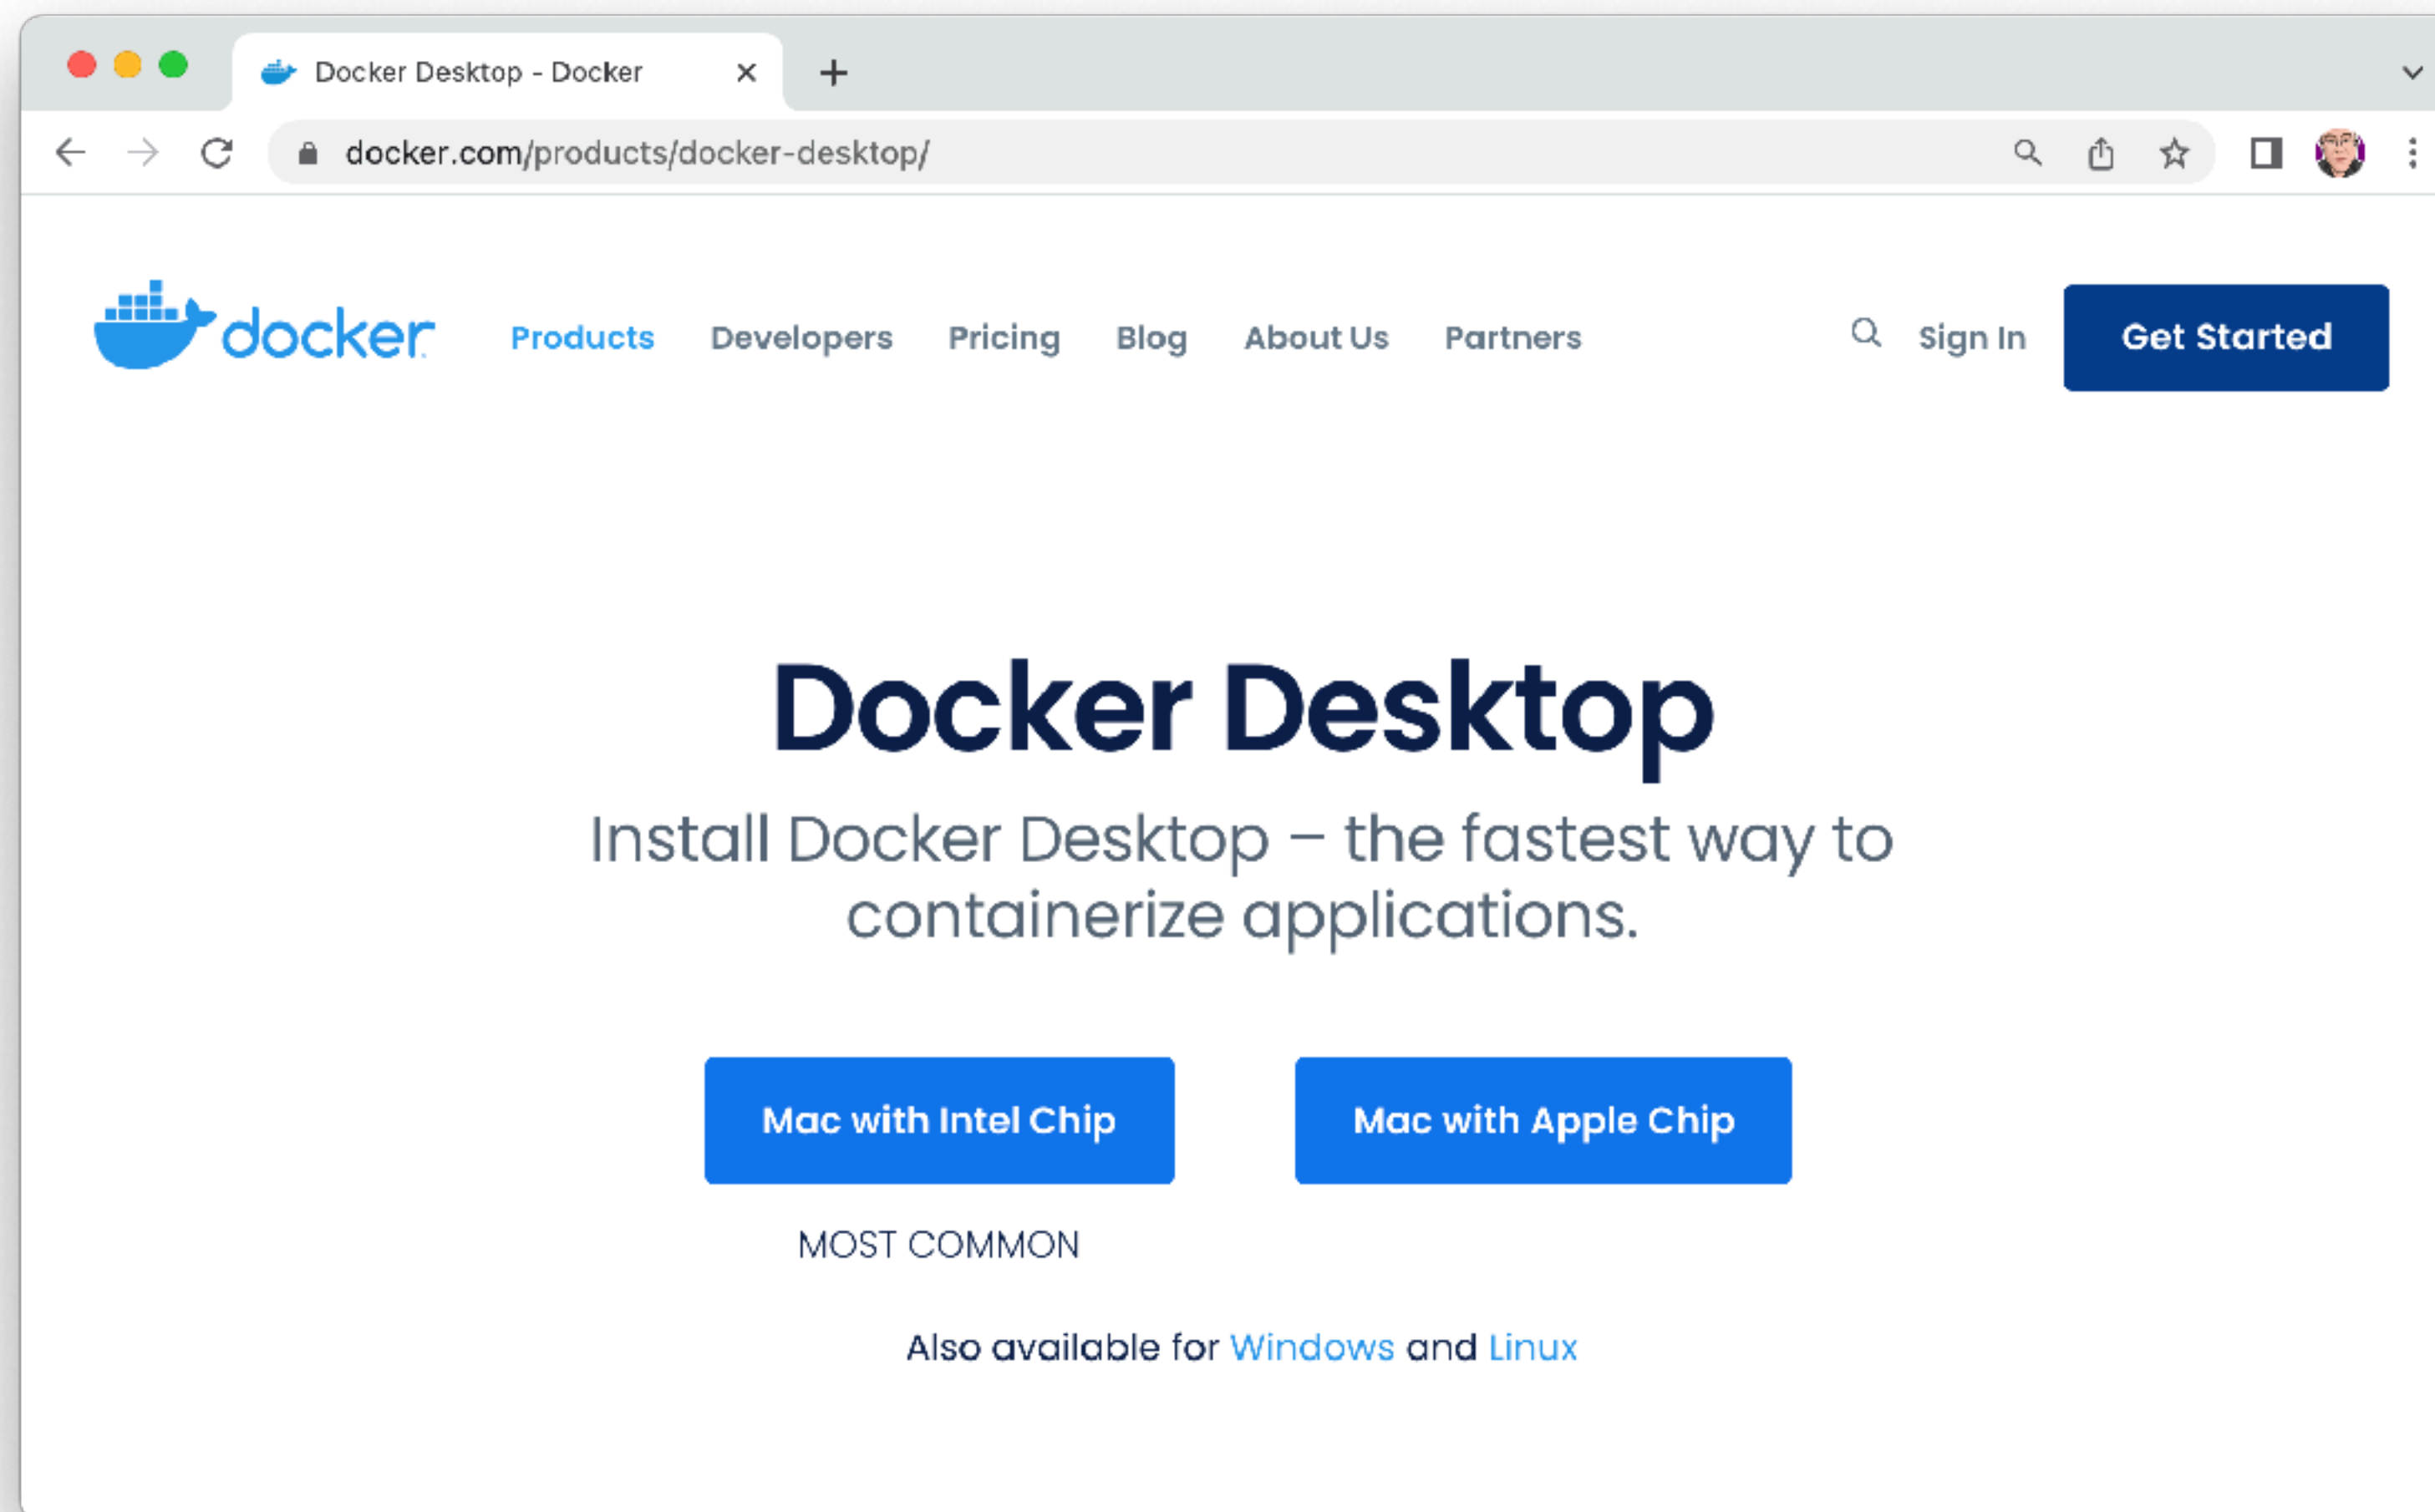 Docker Desktop - Docker
docker.com/products/docker-desktop/
docker Products Developers Pricing Blog About Us Partners Sign In Get Started
Docker Desktop
Install Docker Desktop – the fastest way to
containerize applications.
Mac with Intel Chip Mac with Apple Chip
MOST COMMON
Also available for Windows and Linux